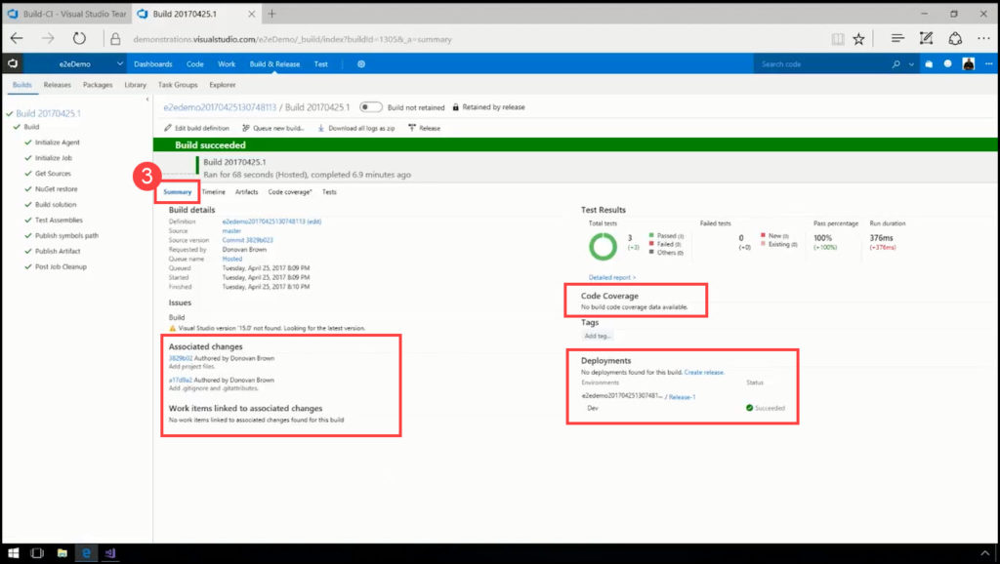 Build-CI - Visual Studio Tear
Build 20170425.1
demonstrations.visualstudio.com/e2eDemo/_build/index?buildId=1305&_a=summary
e2eDemo
Dashboards Code Work Build & Release Test
Search code
Builds Releases Packages Library Task Groups Explorer
Build 20170425.1
Build
Initialize Agent
Initialize Job
Get Sources
NuGet restore
Build solution
Test Assemblies
Publish symbols path
Publish Artifact
Post Job Cleanup
e2edemo20170425130748113 / Build 20170425.1 Build not retained Retained by release
Edit build definition Queue new build... Download all logs as zip Release
Build succeeded
Build 20170425.1
Ran for 68 seconds (Hosted), completed 6.9 minutes ago
3
Summary Timeline Artifacts Code coverage* Tests
Build details
Definition e2edemo20170425130748113 (edit)
Source master
Source version Commit 3829b023
Requested by Donovan Brown
Queue name Hosted
Queued Tuesday, April 25, 2017 8:09 PM
Started Tuesday, April 25, 2017 8:09 PM
Finished Tuesday, April 25, 2017 8:10 PM
Issues
Build
Visual Studio version '15.0' not found. Looking for the latest version.
Associated changes
3829b02 Authored by Donovan Brown
Add project files.
a17d9a2 Authored by Donovan Brown
Add .gitignore and .gitattributes.
Work items linked to associated changes
No work items linked to associated changes found for this build
Test Results
Total tests Failed tests Pass percentage Run duration
3 Passed (3) 0 New (0) 100% 376ms
(+3) Failed (0) (+0) Existing (0) (+100%) (+376ms)
Others (0)
Detailed report >
Code Coverage
No build code coverage data available.
Tags
Add tag...
Deployments
No deployments found for this build. Create release.
Environments Status
e2edemo201704251307481... / Release-1
Dev Succeeded